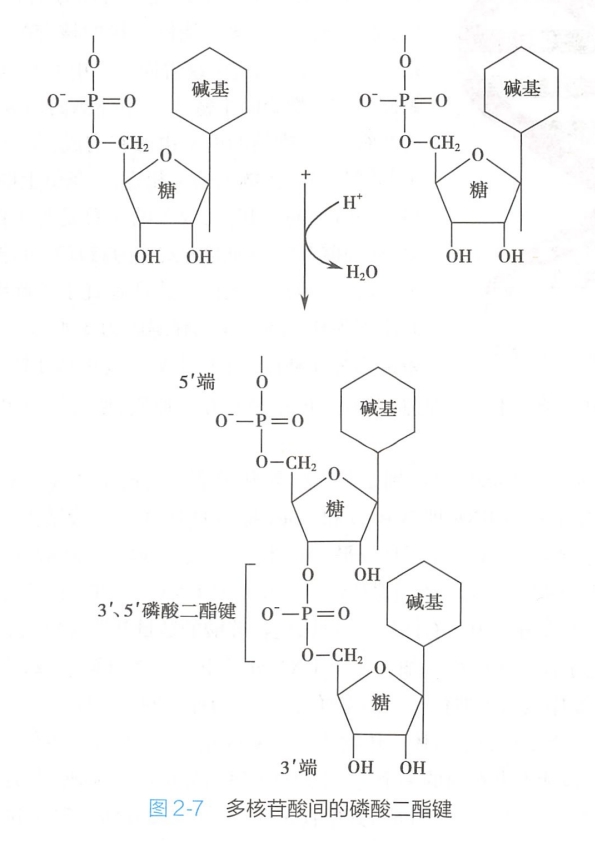 O
O⁻—P=O
O—CH₂
O
碱基
糖
OH OH
O
O⁻—P=O
O—CH₂
O
碱基
糖
OH OH
+
H⁺
H₂O
5′端
O
O⁻—P=O
O—CH₂
O
碱基
糖
O
OH
3′、5′磷酸二酯键
O⁻—P=O
O—CH₂
O
碱基
糖
3′端
OH OH
图2-7 多核苷酸间的磷酸二酯键